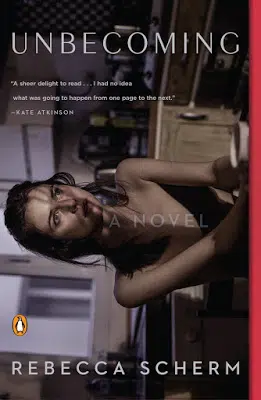 UNBECOMING
"A sheer delight to read . . . I had no idea
what was going to happen from one page to the next."
—KATE ATKINSON
A NOVEL
REBECCA SCHERM